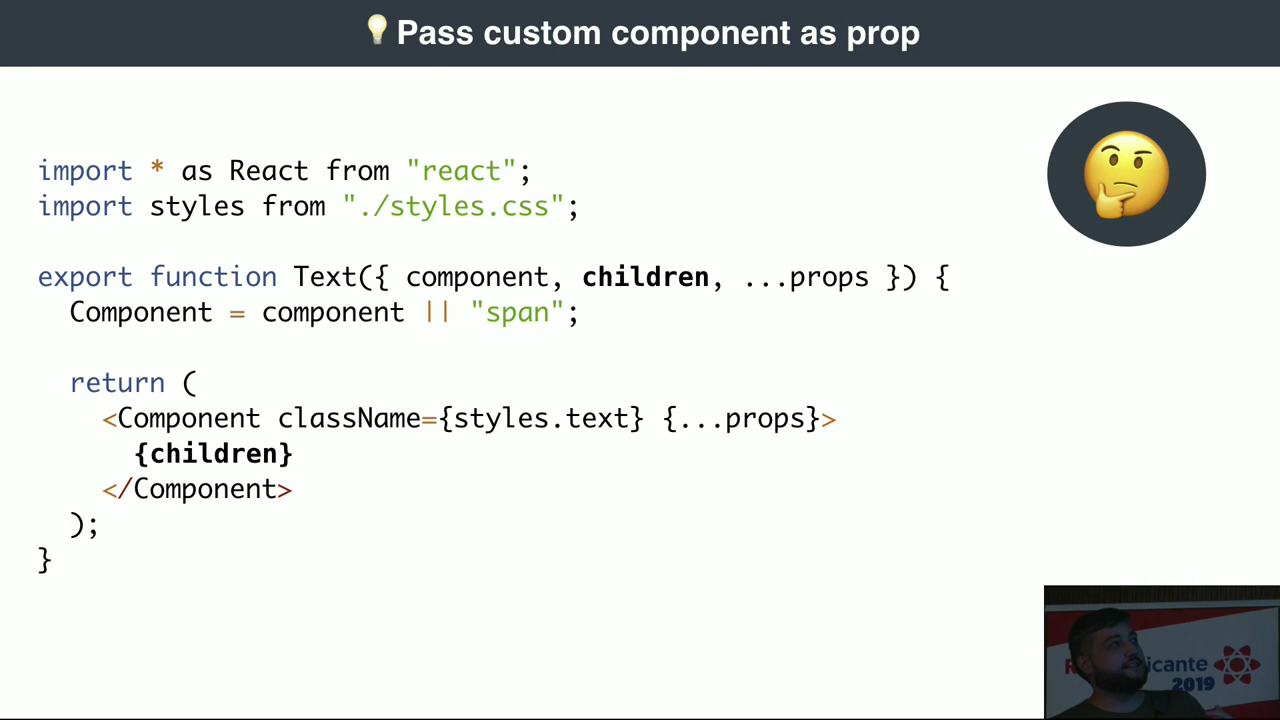 Pass custom component as prop
import * as React from "react";
import styles from "./styles.css";
export function Text({ component, children, ...props }) {
  Component = component || "span";
  return (
    <Component className={styles.text} {...props}>
      {children}
    </Component>
  );
}
2019